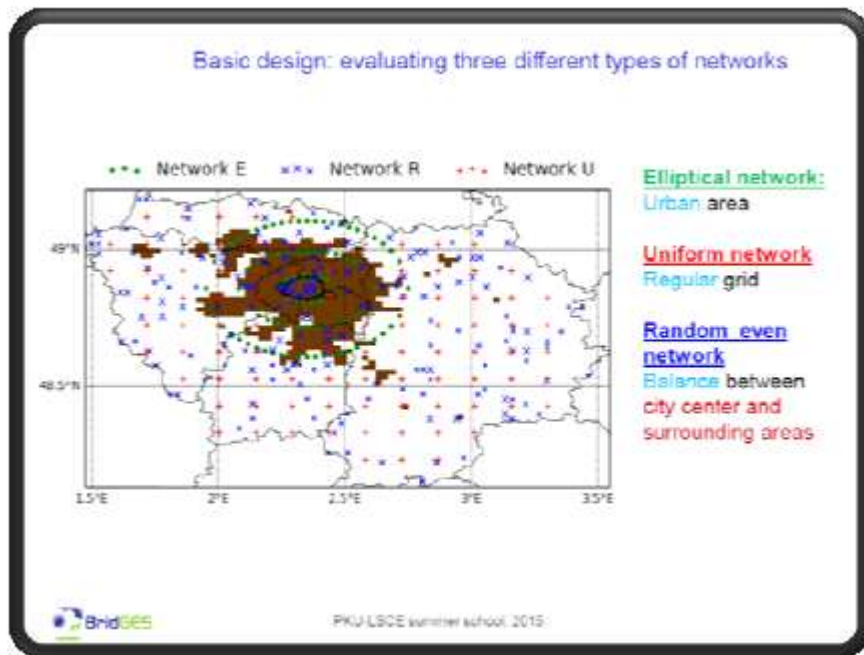 Basic design: evaluating three different types of networks
Network E
Network R
Network U
Elliptical network:
Urban area
Uniform network
Regular grid
Random even
network
Balance between
city center and
surrounding areas
49°N
48.5°N
1.5°E
2°E
2.5°E
3°E
3.5°E
BridGES
PKU-LSCE summer school, 2015